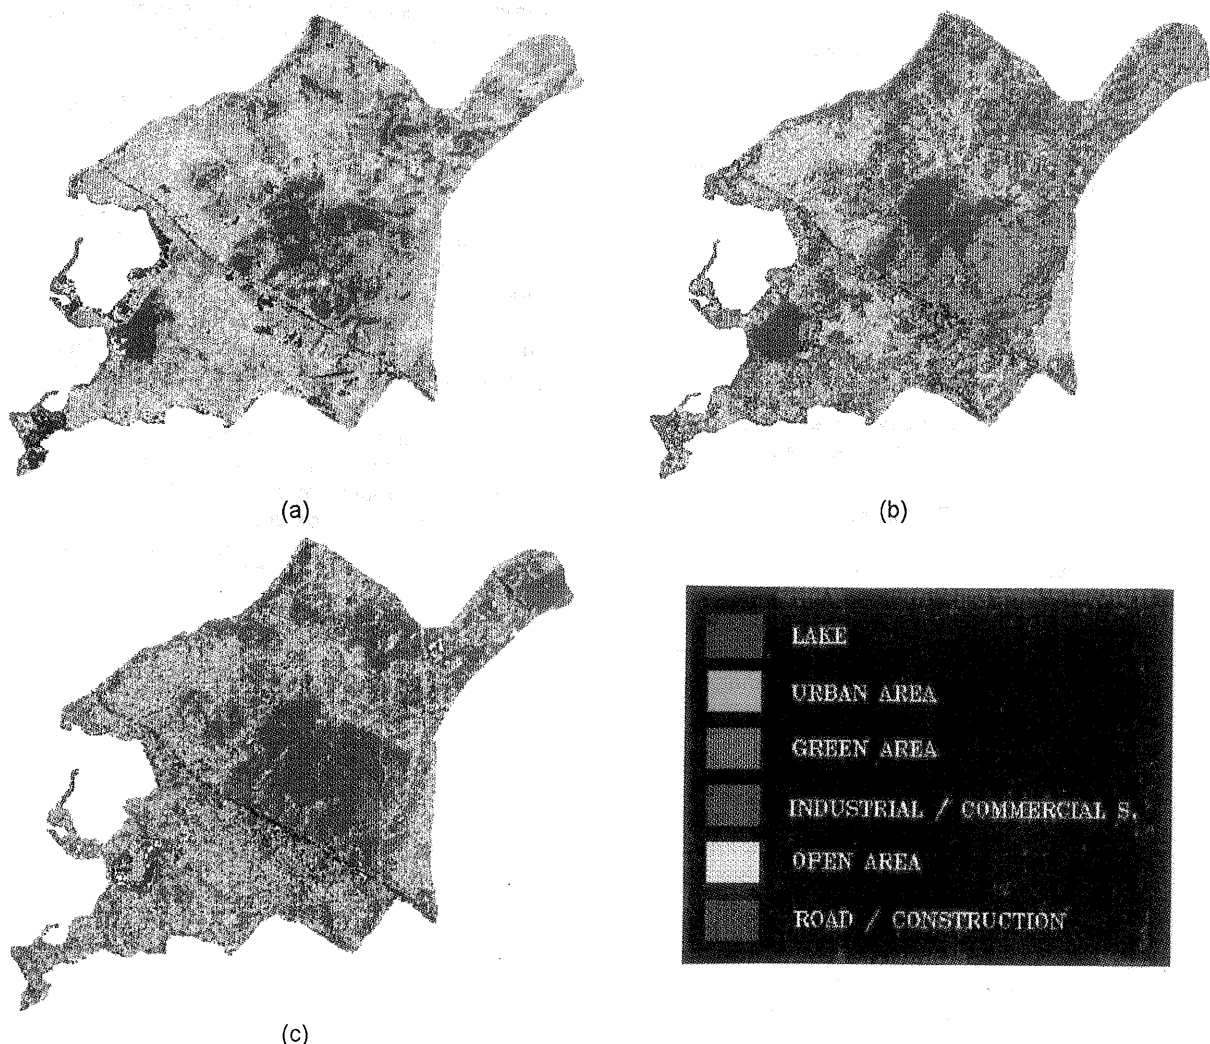 (a)
(b)
LAKE
URBAN AREA
GREEN AREA
INDUSTRIAL / COMMERCIAL S.
OPEN AREA
ROAD / CONSTRUCTION
(c)